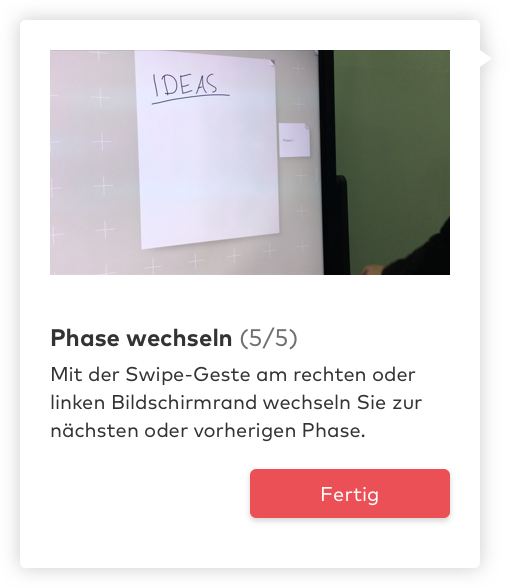 IDEAS
Phase wechseln (5/5)
Mit der Swipe-Geste am rechten oder
linken Bildschirmrand wechseln Sie zur
nächsten oder vorherigen Phase.
Fertig